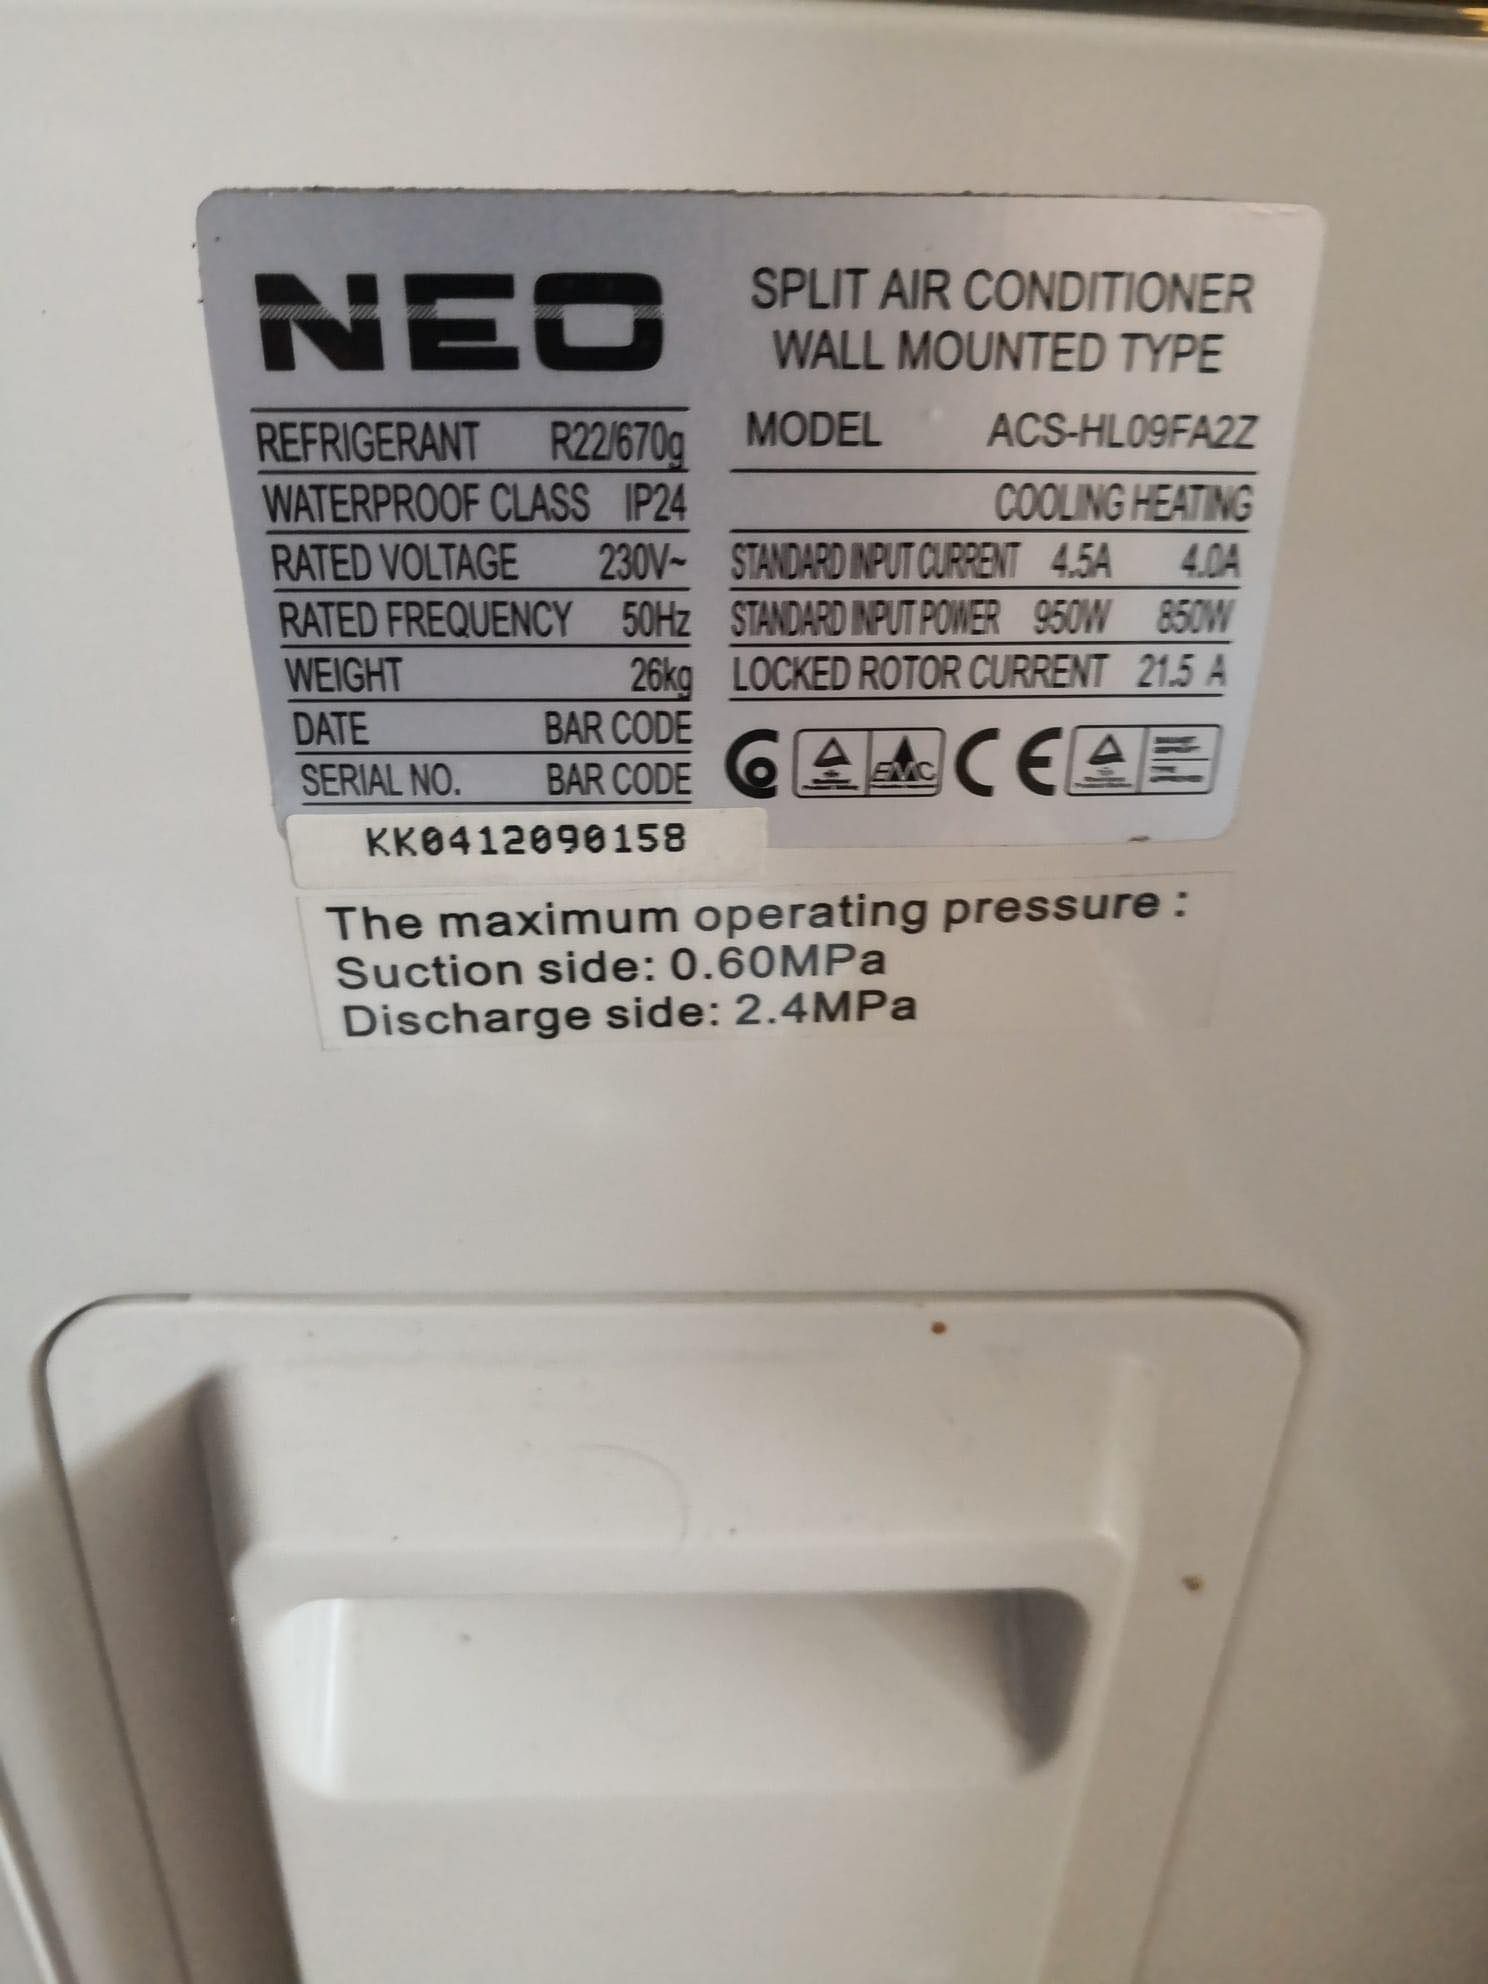 NEO
SPLIT AIR CONDITIONER
WALL MOUNTED TYPE
REFRIGERANT R22/670g
WATERPROOF CLASS IP24
RATED VOLTAGE 230V~
RATED FREQUENCY 50Hz
WEIGHT 26kg
DATE BAR CODE
SERIAL NO. BAR CODE
MODEL ACS-HL09FA2Z
COOLING HEATING
STANDARD INPUT CURRENT 4.5A 4.0A
STANDARD INPUT POWER 950W 850W
LOCKED ROTOR CURRENT 21.5 A
EMC CE
KK0412090158
The maximum operating pressure :
Suction side: 0.60MPa
Discharge side: 2.4MPa